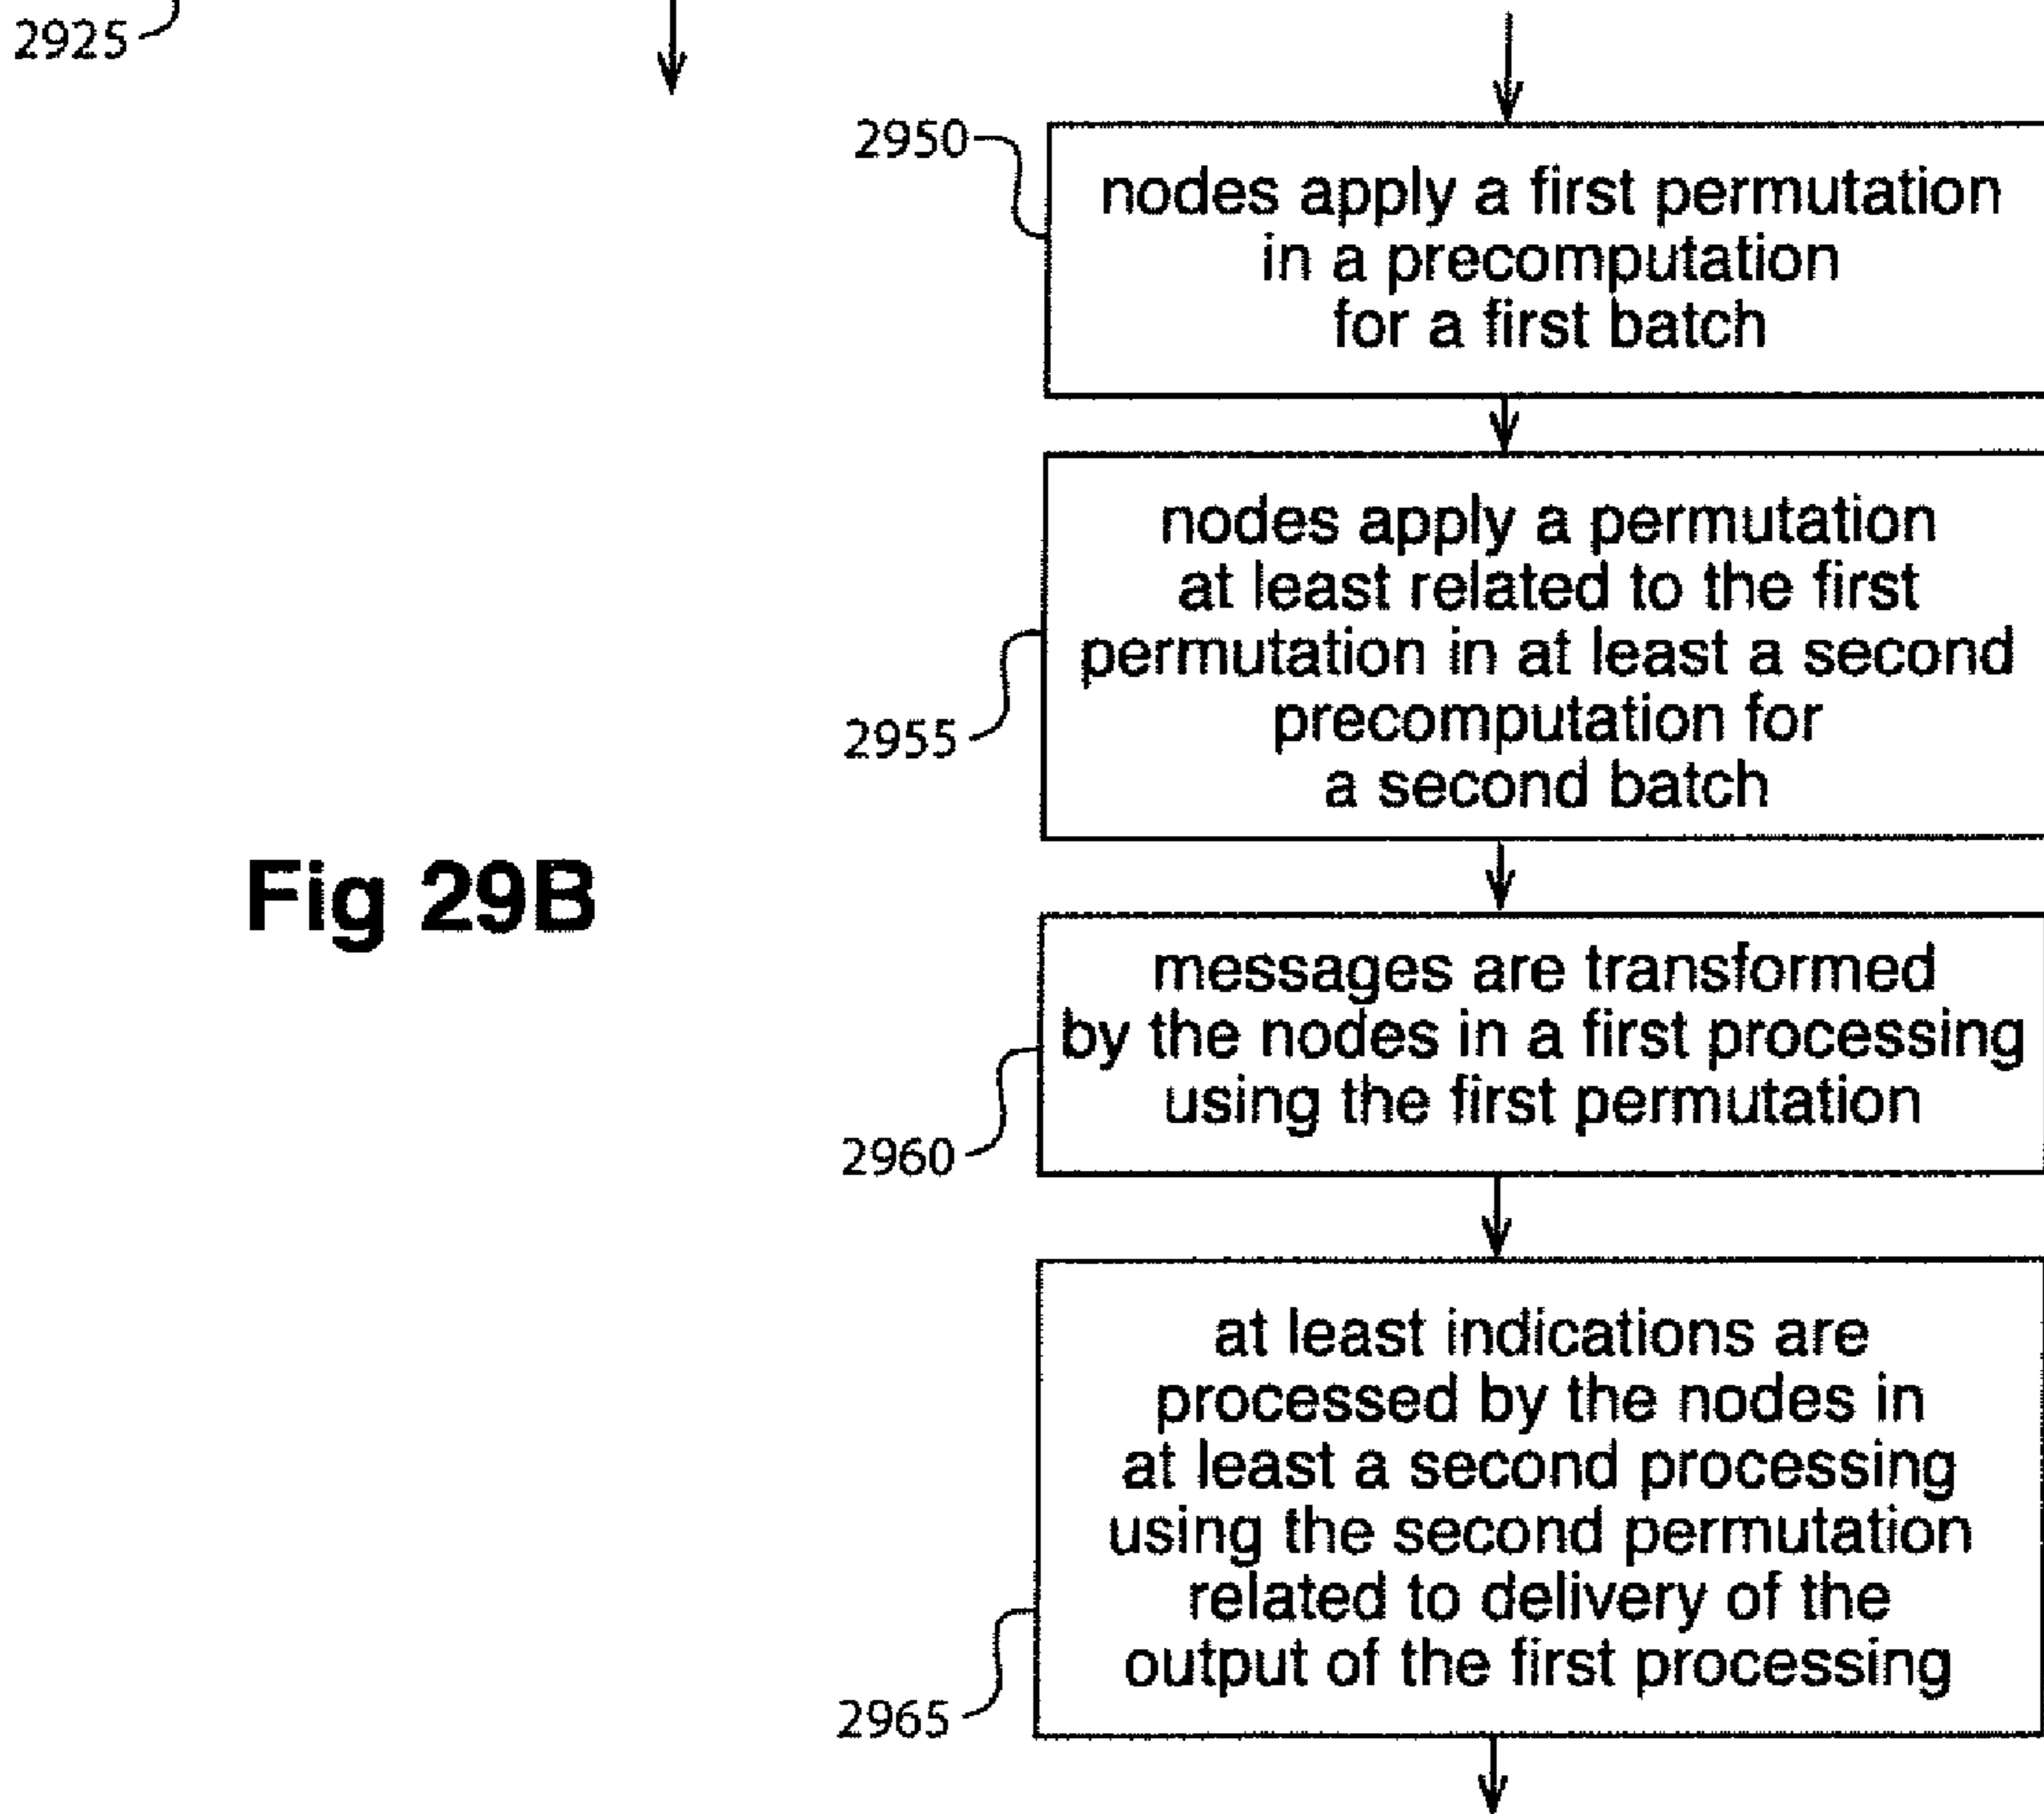 2925
2950
nodes apply a first permutation
in a precomputation
for a first batch
nodes apply a permutation
at least related to the first
permutation in at least a second
precomputation for
a second batch
2955
Fig 29B
messages are transformed
by the nodes in a first processing
using the first permutation
2960
at least indications are
processed by the nodes in
at least a second processing
using the second permutation
related to delivery of the
output of the first processing
2965